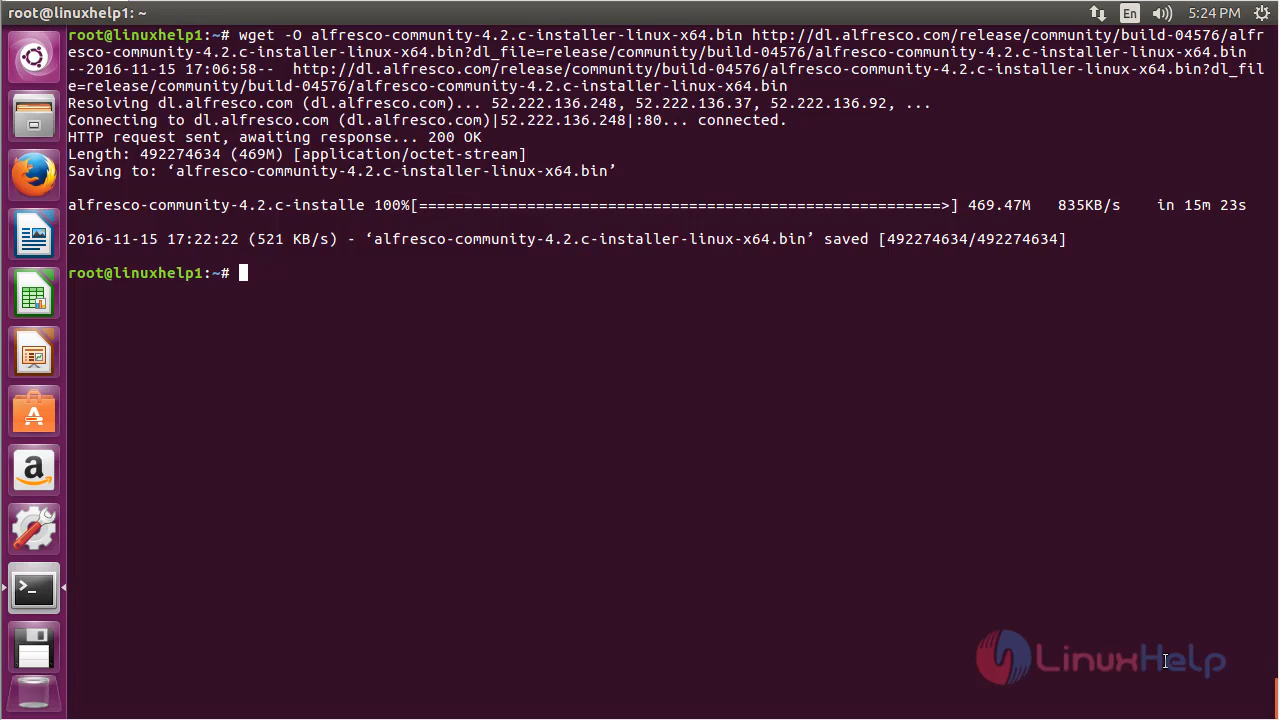 root@linuxhelp1: ~
En
5:24 PM
root@linuxhelp1:~# wget -O alfresco-community-4.2.c-installer-linux-x64.bin http://dl.alfresco.com/release/community/build-04576/alfr
esco-community-4.2.c-installer-linux-x64.bin?dl_file=release/community/build-04576/alfresco-community-4.2.c-installer-linux-x64.bin
--2016-11-15 17:06:58--  http://dl.alfresco.com/release/community/build-04576/alfresco-community-4.2.c-installer-linux-x64.bin?dl_fil
e=release/community/build-04576/alfresco-community-4.2.c-installer-linux-x64.bin
Resolving dl.alfresco.com (dl.alfresco.com)... 52.222.136.248, 52.222.136.37, 52.222.136.92, ...
Connecting to dl.alfresco.com (dl.alfresco.com)|52.222.136.248|:80... connected.
HTTP request sent, awaiting response... 200 OK
Length: 492274634 (469M) [application/octet-stream]
Saving to: ‘alfresco-community-4.2.c-installer-linux-x64.bin’
alfresco-community-4.2.c-installe 100%[==========================================================>] 469.47M   835KB/s    in 15m 23s
2016-11-15 17:22:22 (521 KB/s) - ‘alfresco-community-4.2.c-installer-linux-x64.bin’ saved [492274634/492274634]
root@linuxhelp1:~#
LinuxHelp